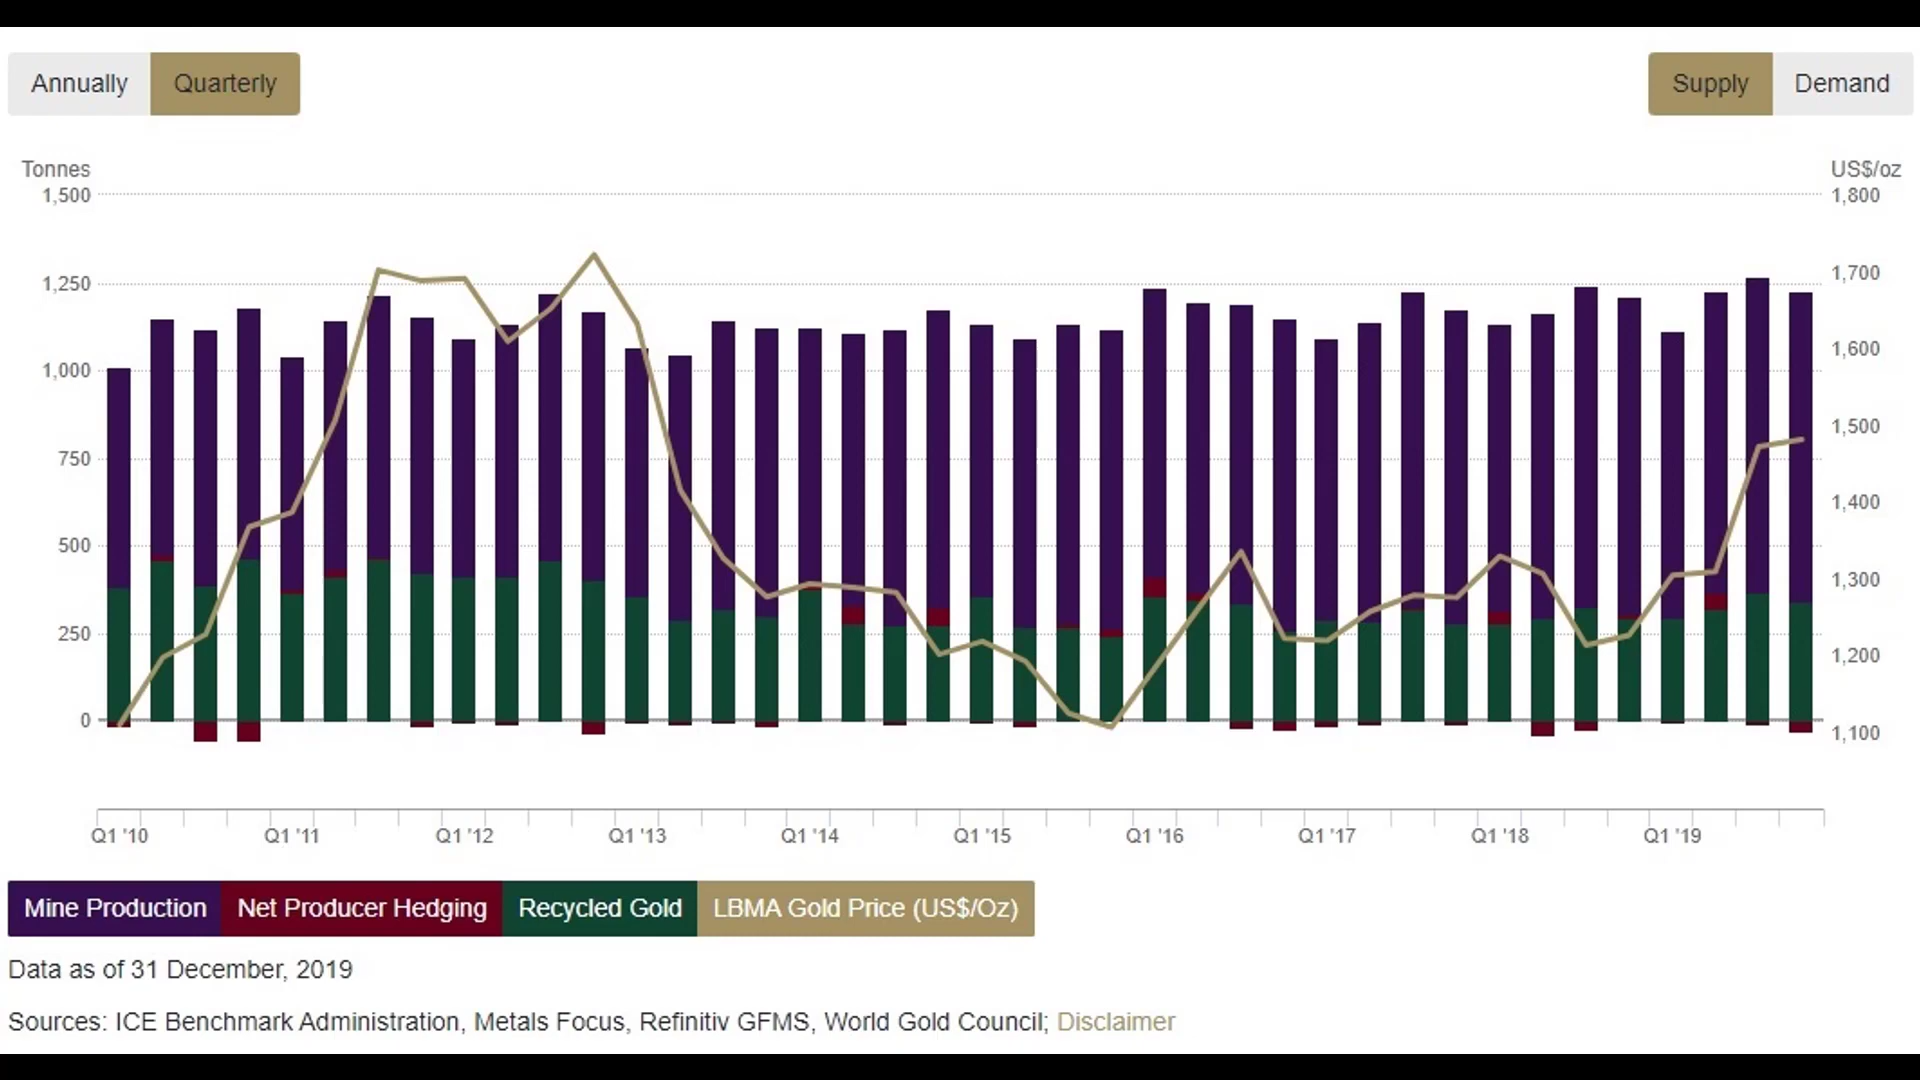 Annually Quarterly Supply Demand
Tonnes US$/oz
1,500 1,800
1,250 1,700
1,000 1,600
750 1,500
500 1,400
250 1,300
0 1,200
1,100
Q1 '10 Q1 '11 Q1 '12 Q1 '13 Q1 '14 Q1 '15 Q1 '16 Q1 '17 Q1 '18 Q1 '19
Mine Production Net Producer Hedging Recycled Gold LBMA Gold Price (US$/Oz)
Data as of 31 December, 2019
Sources: ICE Benchmark Administration, Metals Focus, Refinitiv GFMS, World Gold Council; Disclaimer